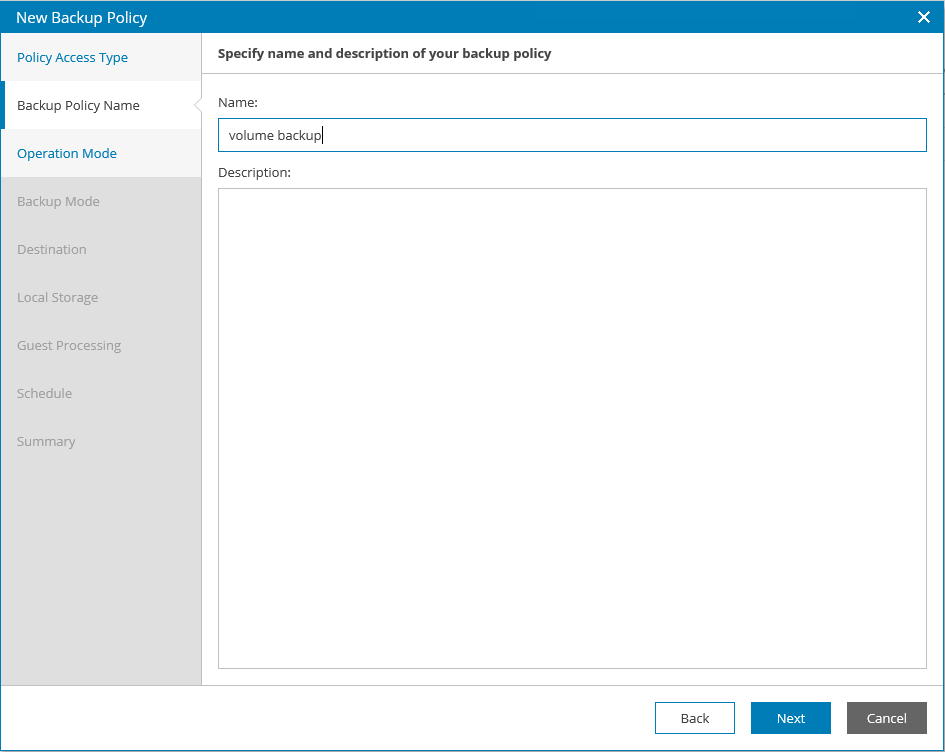 New Backup Policy
Policy Access Type
Backup Policy Name
Operation Mode
Backup Mode
Destination
Local Storage
Guest Processing
Schedule
Summary
Specify name and description of your backup policy
Name:
volume backup
Description:
Back
Next
Cancel